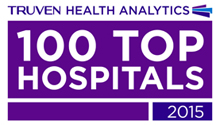 TRUVEN HEALTH ANALYTICS
100 TOP
HOSPITALS
2015